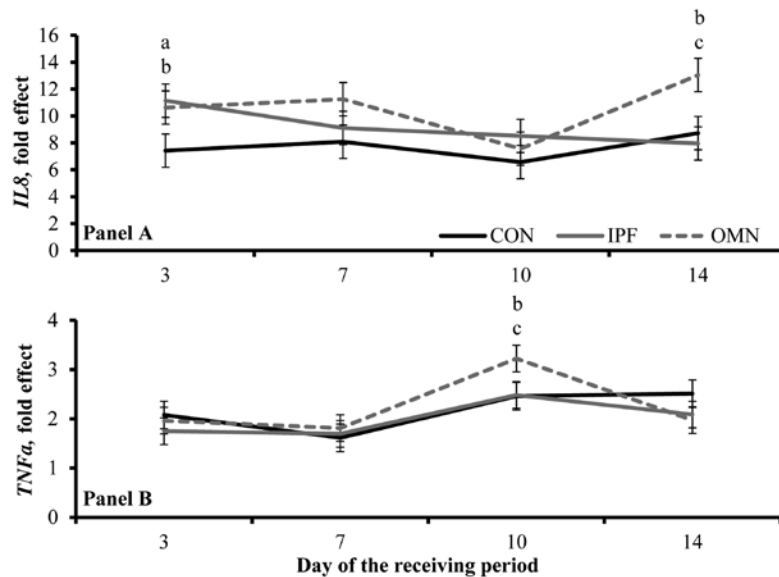 16
a
b
14
b
c
12
10
8
6
4
2
0
IL8, fold effect
Panel A
CON
IPF
OMN
3
7
10
14
4
b
c
3
2
1
0
TNFa, fold effect
Panel B
3
7
10
14
Day of the receiving period